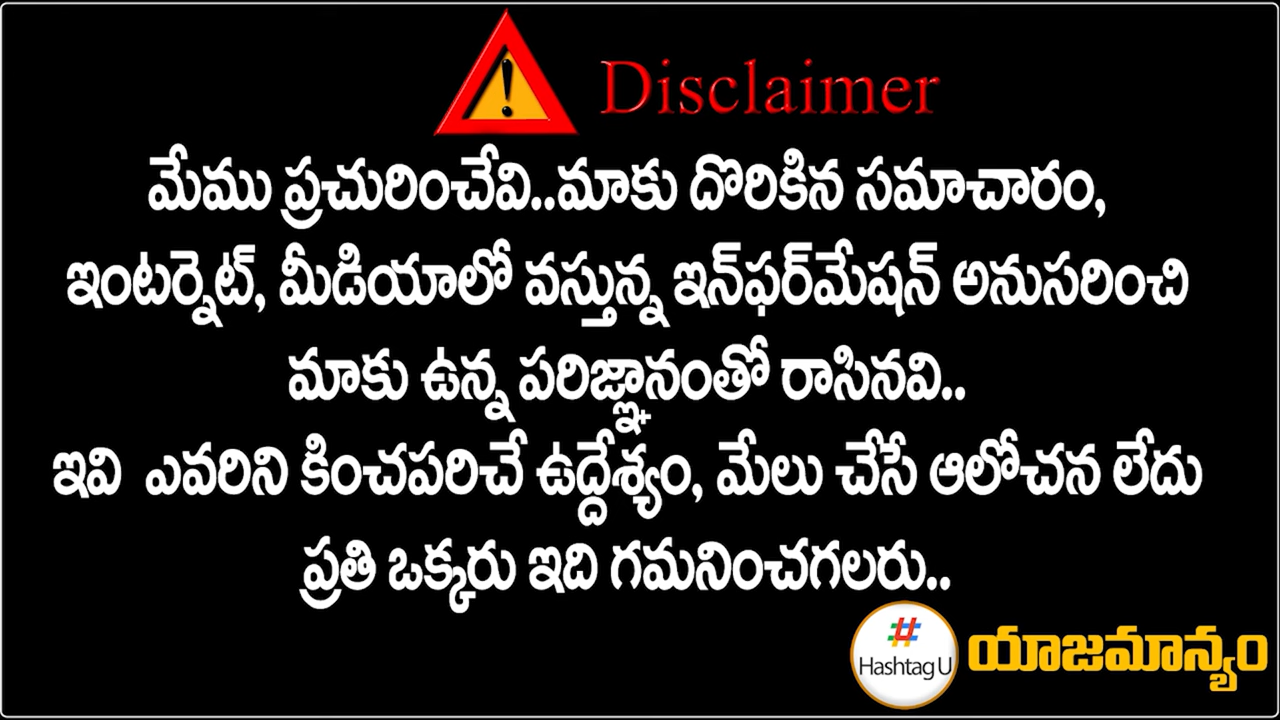 Disclaimer
మేము ప్రచురించేవి..మాకు దొరికిన సమాచారం,
ఇంటర్నెట్, మీడియాలో వస్తున్న ఇన్‌ఫర్‌మేషన్ అనుసరించి
మాకు ఉన్న పరిజ్ఞానంతో రాసినవి..
ఇవి ఎవరిని కించపరిచే ఉద్దేశ్యం, మేలు చేసే ఆలోచన లేదు
ప్రతి ఒక్కరు ఇది గమనించగలరు..
#
Hashtag U
యాజమాన్యం